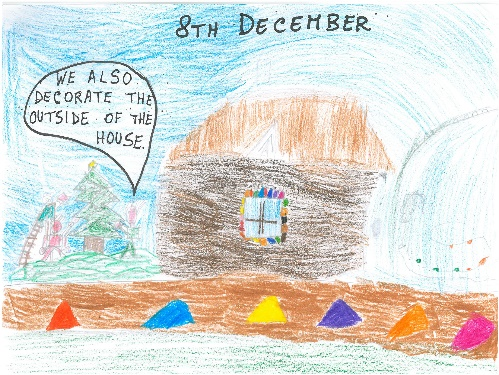 8TH DECEMBER
WE ALSO
DECORATE THE
OUTSIDE OF THE
HOUSE.